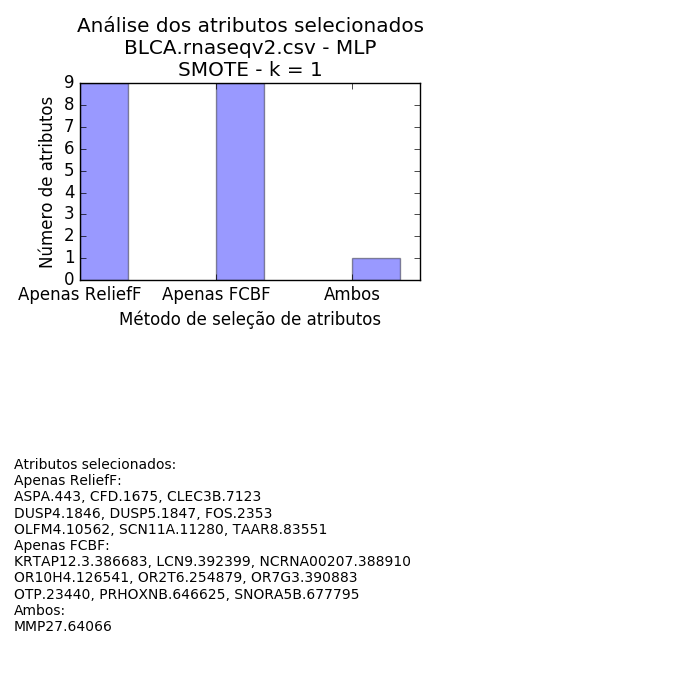 Análise dos atributos selecionados
BLCA.rnaseqv2.csv - MLP
SMOTE - k = 1
9
8
7
6
5
4
3
2
1
0
Número de atributos
Apenas ReliefF
Apenas FCBF
Ambos
Método de seleção de atributos
Atributos selecionados:
Apenas ReliefF:
ASPA.443, CFD.1675, CLEC3B.7123
DUSP4.1846, DUSP5.1847, FOS.2353
OLFM4.10562, SCN11A.11280, TAAR8.83551
Apenas FCBF:
KRTAP12.3.386683, LCN9.392399, NCRNA00207.388910
OR10H4.126541, OR2T6.254879, OR7G3.390883
OTP.23440, PRHOXNB.646625, SNORA5B.677795
Ambos:
MMP27.64066